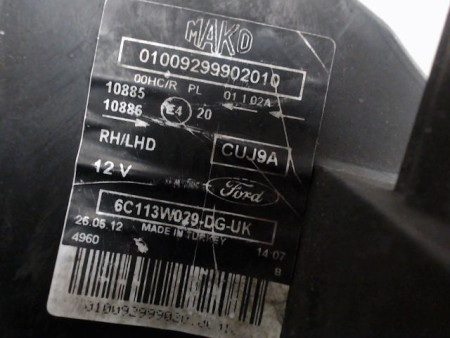 MAKO
01009299902010
00HC/R PL 01 1 02A
10885
10886 E4 20
RH/LHD CUJ9A
12 V Ford
6C113W029-DG-UK
26.05.12 MADE IN TURKEY 14:07
4960 B